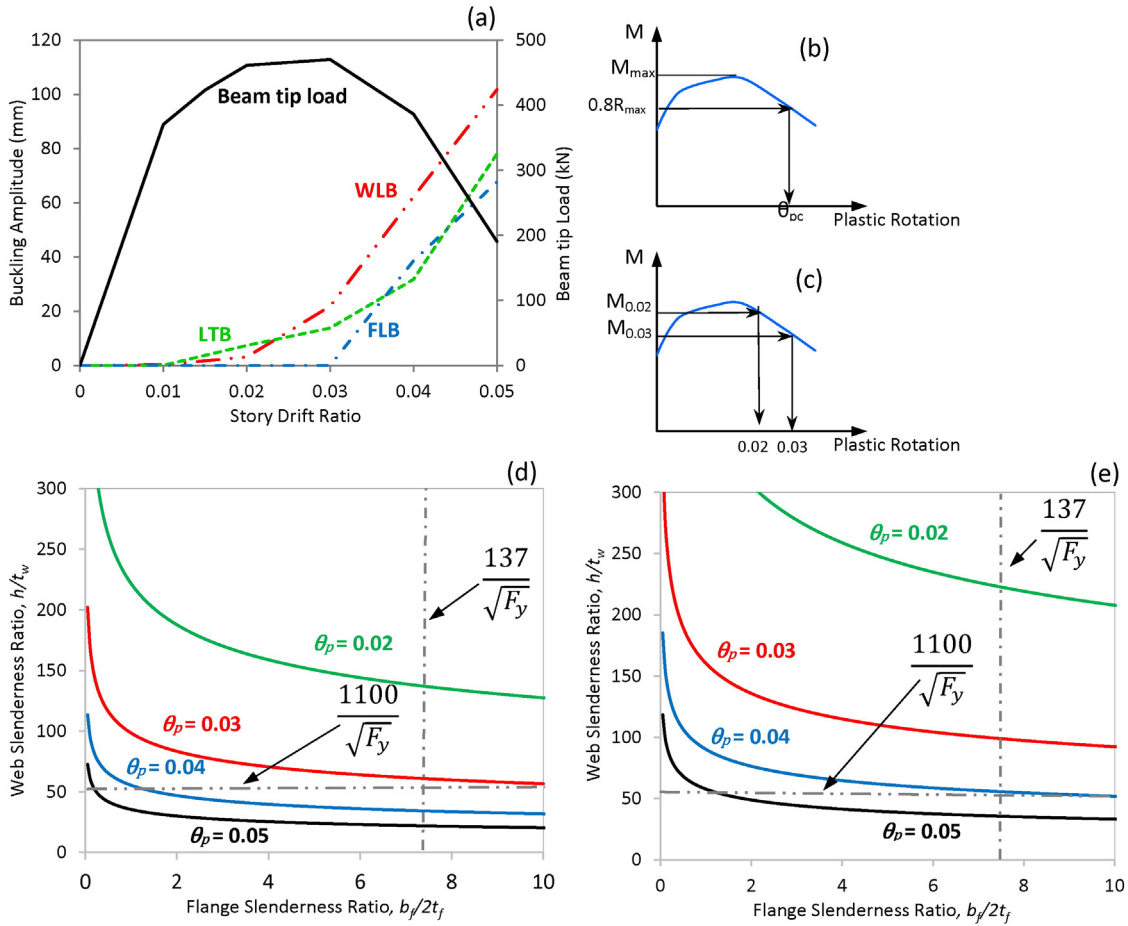 (a)
120
100
80
60
40
20
0
Buckling Amplitude (mm)
500
400
300
200
100
0
Beam tip Load (kN)
Beam tip load
WLB
LTB
FLB
0 0.01 0.02 0.03 0.04 0.05
Story Drift Ratio
(b)
M
Mmax
0.8Rmax
θpc
Plastic Rotation
(c)
M
M0.02
M0.03
0.02 0.03
Plastic Rotation
(d)
300
250
200
150
100
50
0
Web Slenderness Ratio, h/tw
137
√Fy
θp = 0.02
1100
√Fy
θp = 0.03
θp = 0.04
θp = 0.05
0 2 4 6 8 10
Flange Slenderness Ratio, bf/2tf
(e)
300
250
200
150
100
50
0
Web Slenderness Ratio, h/tw
θp = 0.02
137
√Fy
1100
√Fy
θp = 0.03
θp = 0.04
θp = 0.05
0 2 4 6 8 10
Flange Slenderness Ratio, bf/2tf